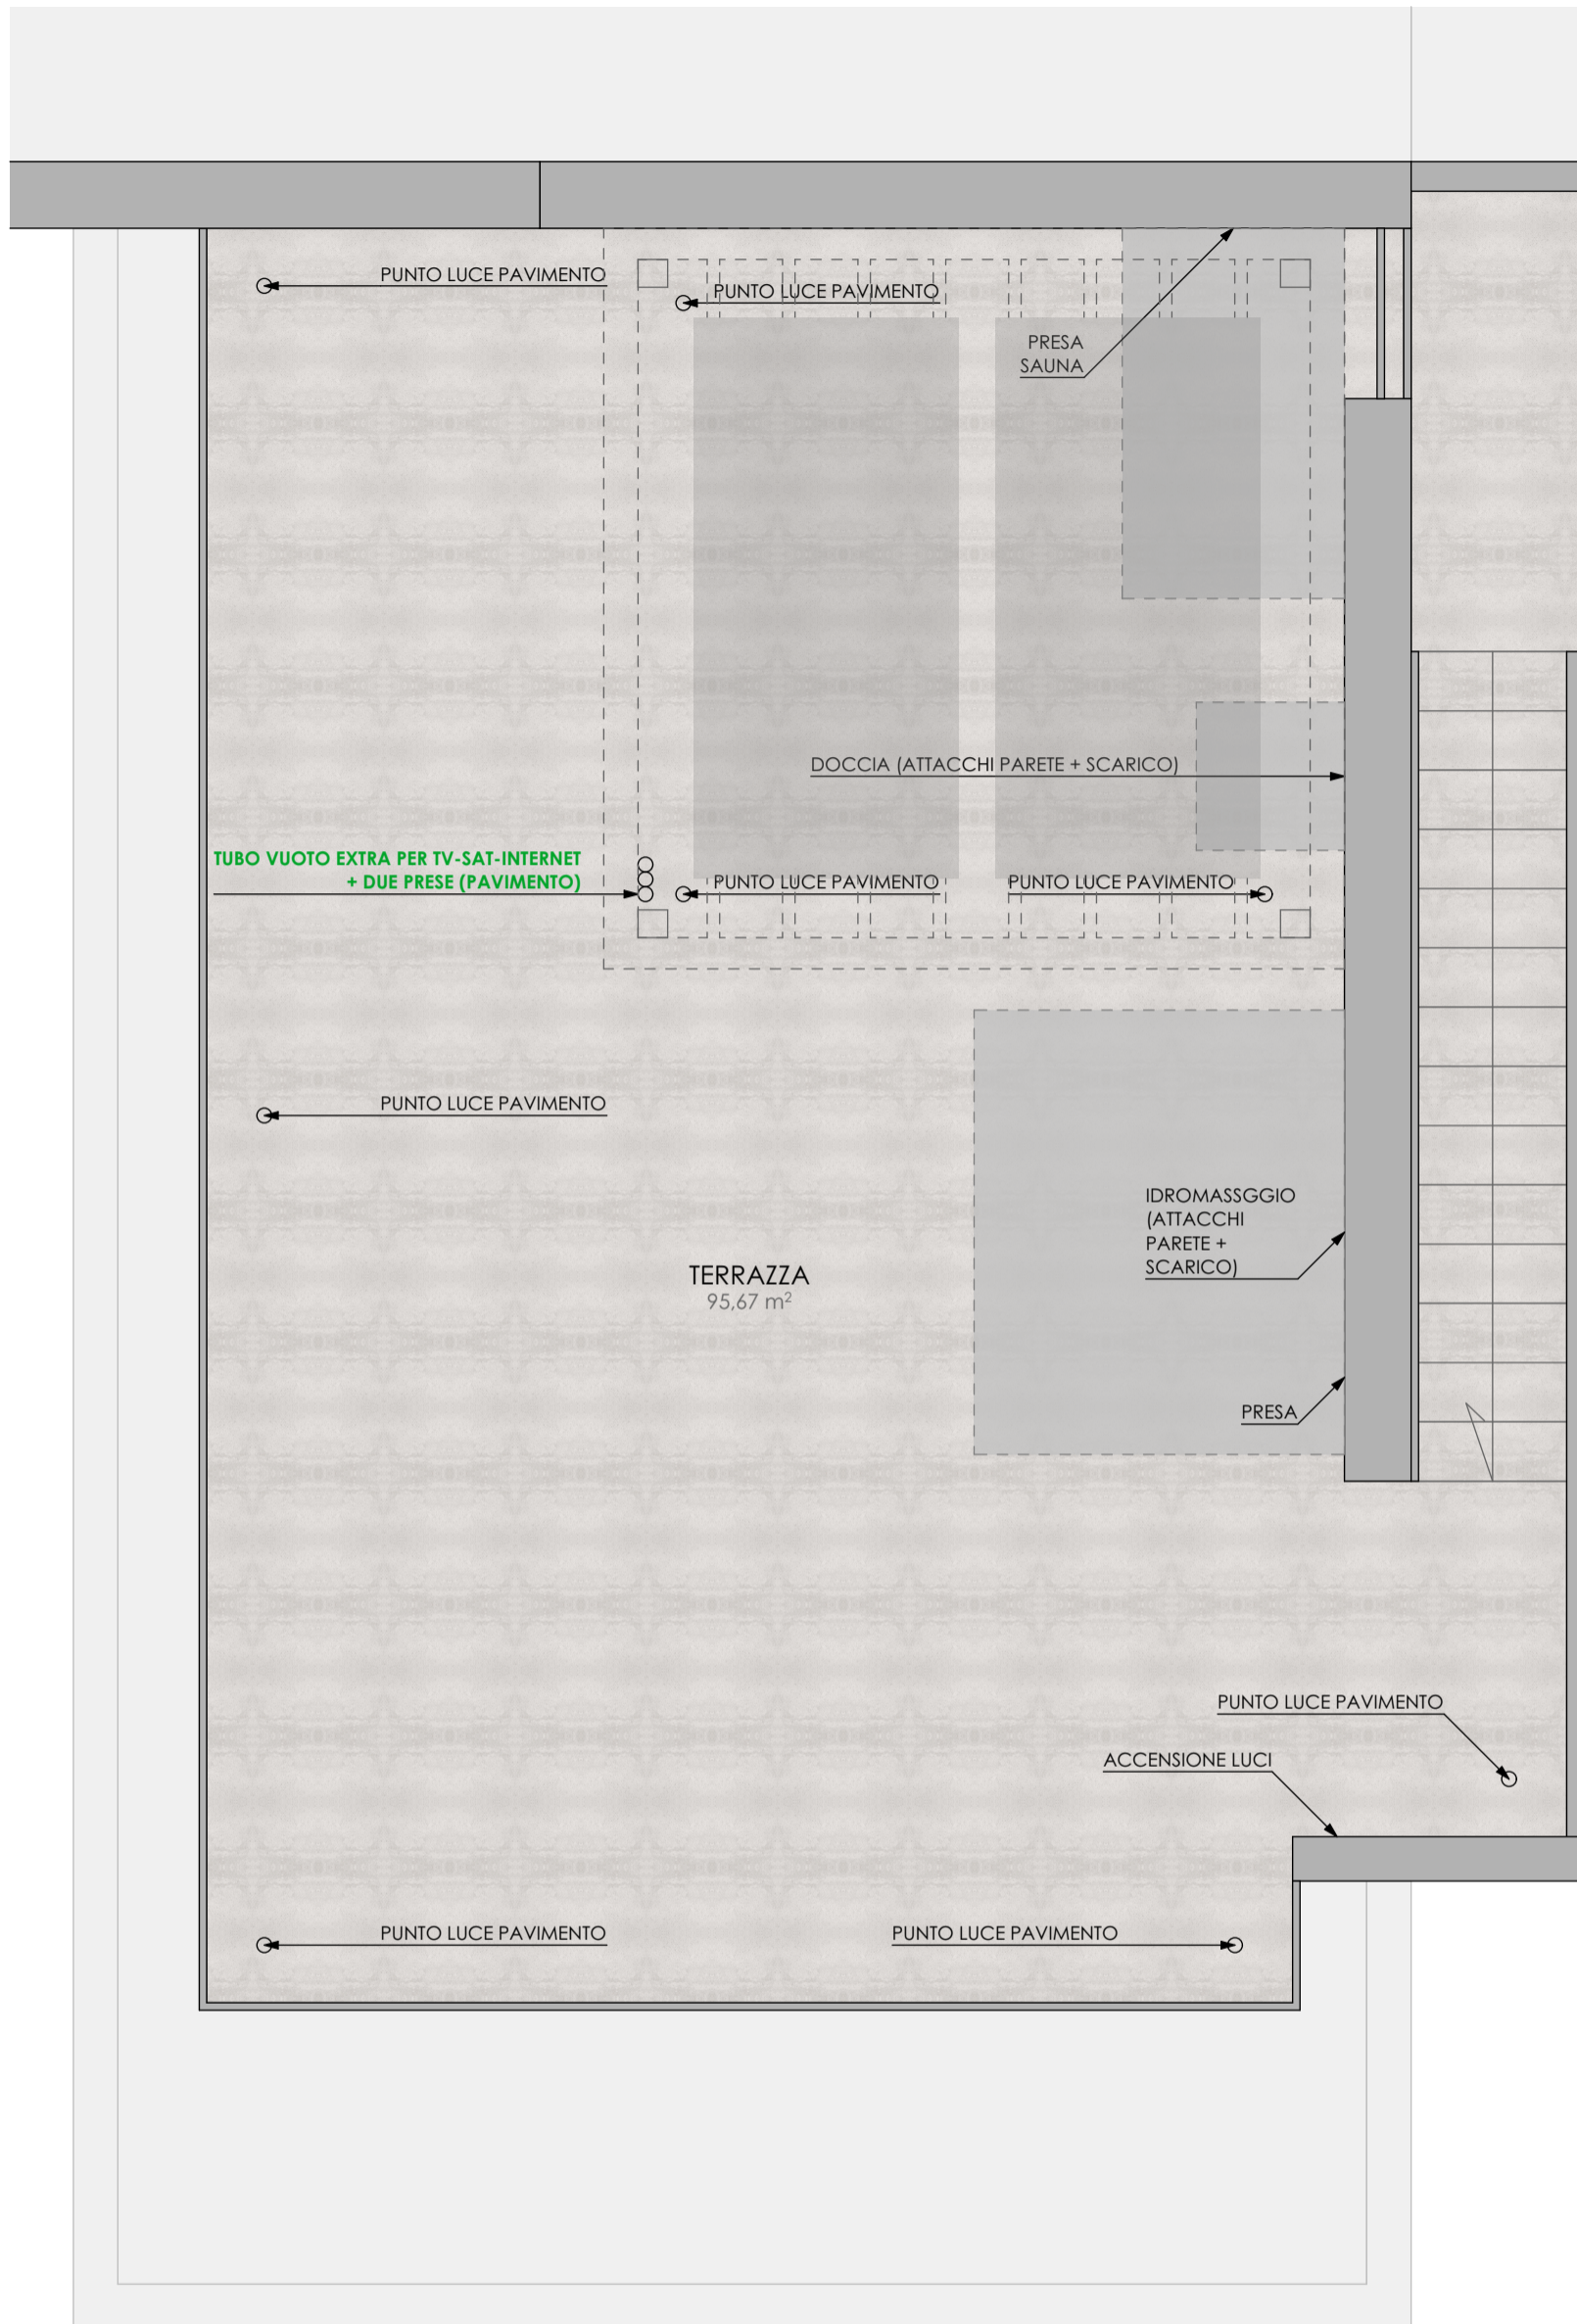 PUNTO LUCE PAVIMENTO
PUNTO LUCE PAVIMENTO
PRESA
SAUNA
DOCCIA (ATTACCHI PARETE + SCARICO)
TUBO VUOTO EXTRA PER TV-SAT-INTERNET
+ DUE PRESE (PAVIMENTO)
PUNTO LUCE PAVIMENTO
PUNTO LUCE PAVIMENTO
PUNTO LUCE PAVIMENTO
IDROMASSGGIO
(ATTACCHI
PARETE +
SCARICO)
TERRAZZA
95,67 m²
PRESA
PUNTO LUCE PAVIMENTO
ACCENSIONE LUCI
PUNTO LUCE PAVIMENTO
PUNTO LUCE PAVIMENTO